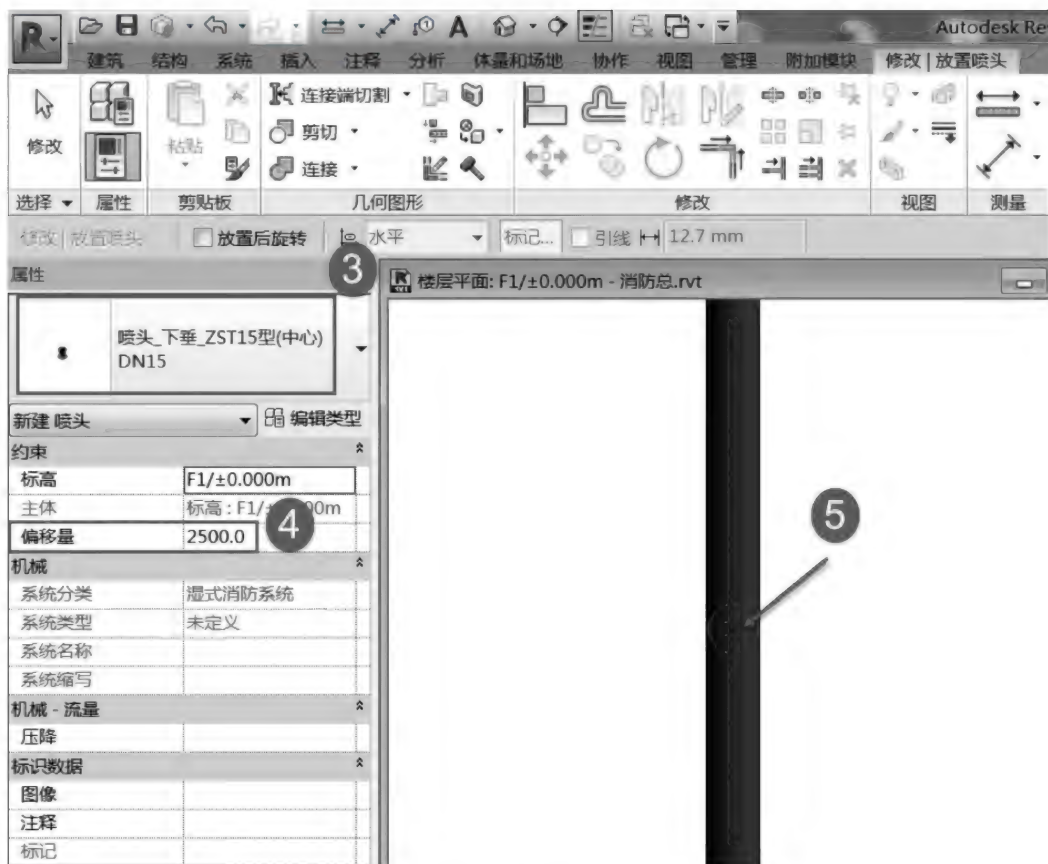 Autodesk Re
建筑 结构 系统 插入 注释 分析 体量和场地 协作 视图 管理 附加模块 修改 | 放置喷头
修改 粘贴 连接端切割
剪切
连接
选择 属性 剪贴板 几何图形 修改 视图 测量
修改 | 放置喷头 放置后旋转 水平 标记... 引线 12.7 mm
属性
3
楼层平面: F1/±0.000m - 消防总.rvt
喷头_下垂_ZST15型(中心)
DN15
新建 喷头 编辑类型
约束
标高 F1/±0.000m
主体 标高 : F1/
00m
偏移量 2500.0
4
5
机械
系统分类 湿式消防系统
系统类型 未定义
系统名称
系统缩写
机械 - 流量
压降
标识数据
图像
注释
标记